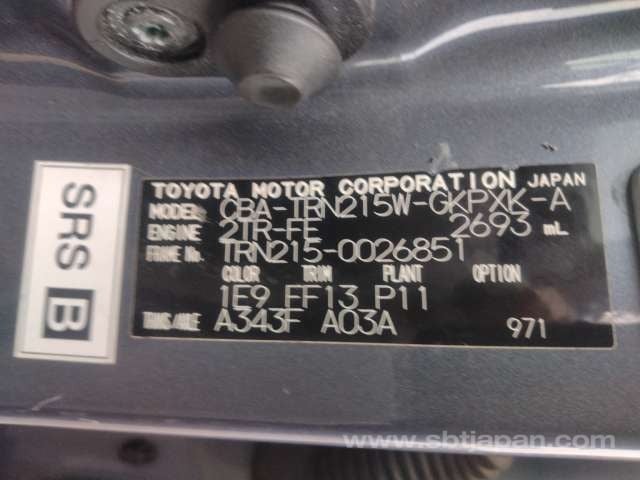 SRS B
TOYOTA MOTOR CORPORATION JAPAN
MODEL CBA-TRN215W-GKPXK-A
ENGINE 2TR-FE 2693 mL
FRAME No. TRN215-0026851
COLOR TRIM PLANT OPTION
1E9 FF13 P11
TRANS/AXLE A343F A03A 971
www.sbtjapan.com